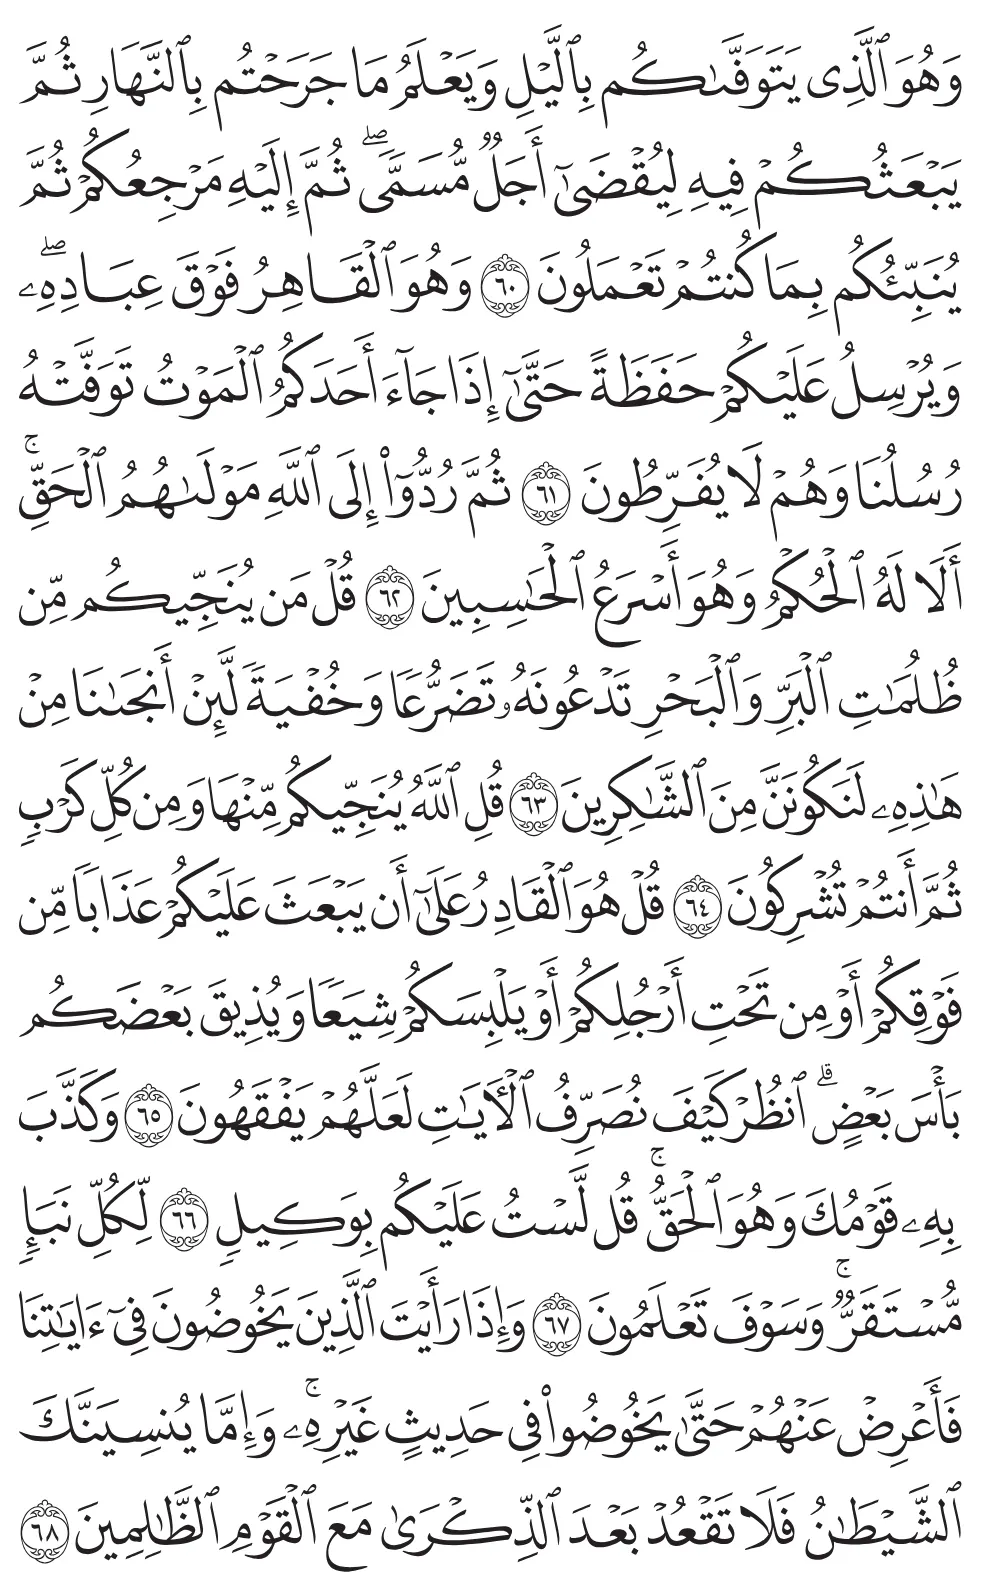 وَهُوَ ٱلَّذِى يَتَوَفَّىٰكُم بِٱلَّيْلِ وَيَعْلَمُ مَا جَرَحْتُم بِٱلنَّهَارِ ثُمَّ
يَبْعَثُكُمْ فِيهِ لِيُقْضَىٰٓ أَجَلٌ مُّسَمًّى ۖ ثُمَّ إِلَيْهِ مَرْجِعُكُمْ ثُمَّ
يُنَبِّئُكُم بِمَا كُنتُمْ تَعْمَلُونَ ٦٠ وَهُوَ ٱلْقَاهِرُ فَوْقَ عِبَادِهِۦ ۖ
وَيُرْسِلُ عَلَيْكُمْ حَفَظَةً حَتَّىٰٓ إِذَا جَآءَ أَحَدَكُمُ ٱلْمَوْتُ تَوَفَّتْهُ
رُسُلُنَا وَهُمْ لَا يُفَرِّطُونَ ٦١ ثُمَّ رُدُّوٓا۟ إِلَى ٱللَّهِ مَوْلَىٰهُمُ ٱلْحَقِّ ۚ
أَلَا لَهُ ٱلْحُكْمُ وَهُوَ أَسْرَعُ ٱلْحَٰسِبِينَ ٦٢ قُلْ مَن يُنَجِّيكُم مِّن
ظُلُمَٰتِ ٱلْبَرِّ وَٱلْبَحْرِ تَدْعُونَهُۥ تَضَرُّعًا وَخُفْيَةً لَّئِنْ أَنجَىٰنَا مِنْ
هَٰذِهِۦ لَنَكُونَنَّ مِنَ ٱلشَّٰكِرِينَ ٦٣ قُلِ ٱللَّهُ يُنَجِّيكُم مِّنْهَا وَمِن كُلِّ كَرْبٍ
ثُمَّ أَنتُمْ تُشْرِكُونَ ٦٤ قُلْ هُوَ ٱلْقَادِرُ عَلَىٰٓ أَن يَبْعَثَ عَلَيْكُمْ عَذَابًا مِّن
فَوْقِكُمْ أَوْ مِن تَحْتِ أَرْجُلِكُمْ أَوْ يَلْبِسَكُمْ شِيَعًا وَيُذِيقَ بَعْضَكُم
بَأْسَ بَعْضٍ ۗ ٱنظُرْ كَيْفَ نُصَرِّفُ ٱلْءَايَٰتِ لَعَلَّهُمْ يَفْقَهُونَ ٦٥ وَكَذَّبَ
بِهِۦ قَوْمُكَ وَهُوَ ٱلْحَقُّ ۚ قُل لَّسْتُ عَلَيْكُم بِوَكِيلٍ ٦٦ لِّكُلِّ نَبَإٍ
مُّسْتَقَرٌّ ۚ وَسَوْفَ تَعْلَمُونَ ٦٧ وَإِذَا رَأَيْتَ ٱلَّذِينَ يَخُوضُونَ فِىٓ ءَايَٰتِنَا
فَأَعْرِضْ عَنْهُمْ حَتَّىٰ يَخُوضُوا۟ فِى حَدِيثٍ غَيْرِهِۦ ۚ وَإِمَّا يُنسِيَنَّكَ
ٱلشَّيْطَٰنُ فَلَا تَقْعُدْ بَعْدَ ٱلذِّكْرَىٰ مَعَ ٱلْقَوْمِ ٱلظَّٰلِمِينَ ٦٨